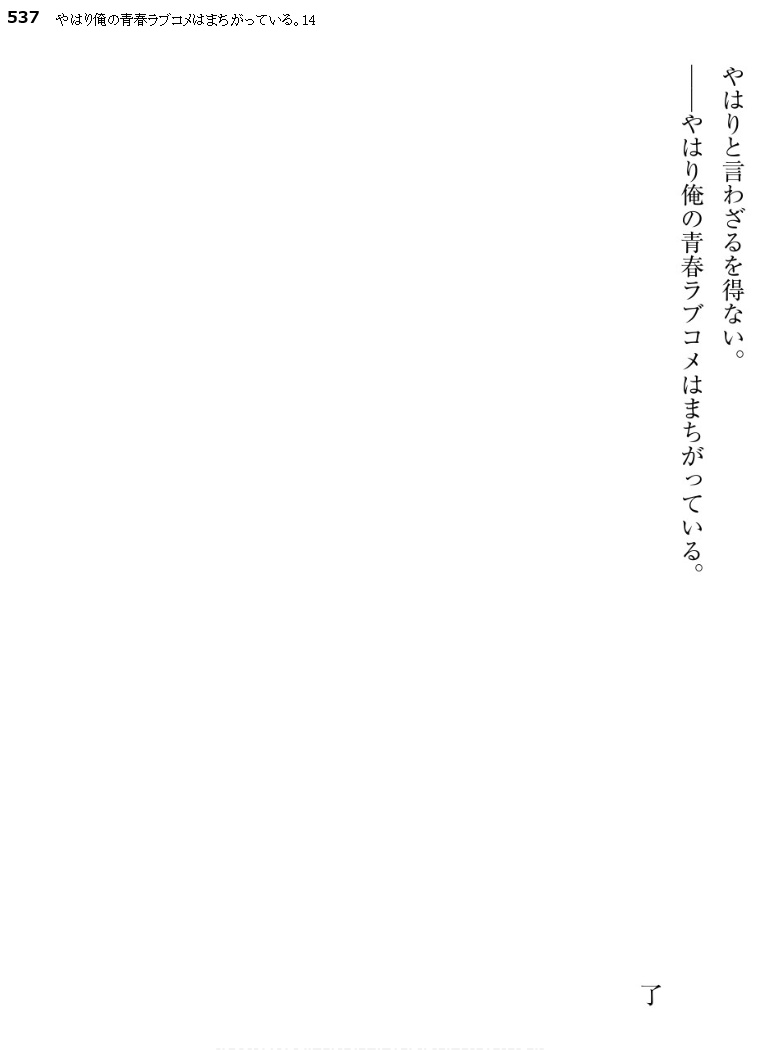 537 やはり俺の青春ラブコメはまちがっている。14
やはりと言わざるを得ない。
――やはり俺の青春ラブコメはまちがっている。
了